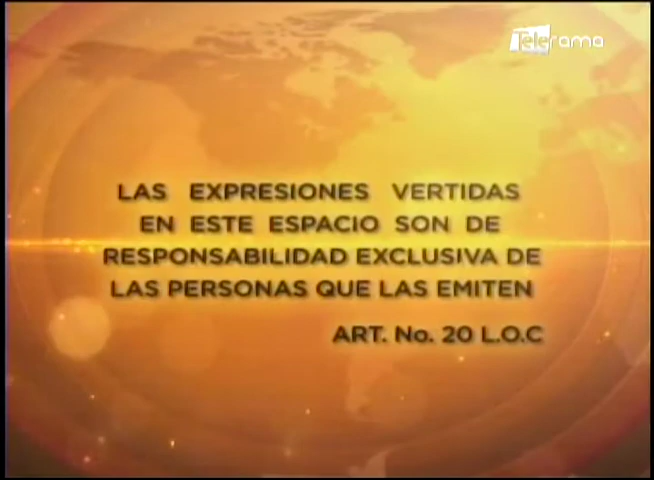 Telerama
LAS EXPRESIONES VERTIDAS
EN ESTE ESPACIO SON DE
RESPONSABILIDAD EXCLUSIVA DE
LAS PERSONAS QUE LAS EMITEN
ART. No. 20 L.O.C